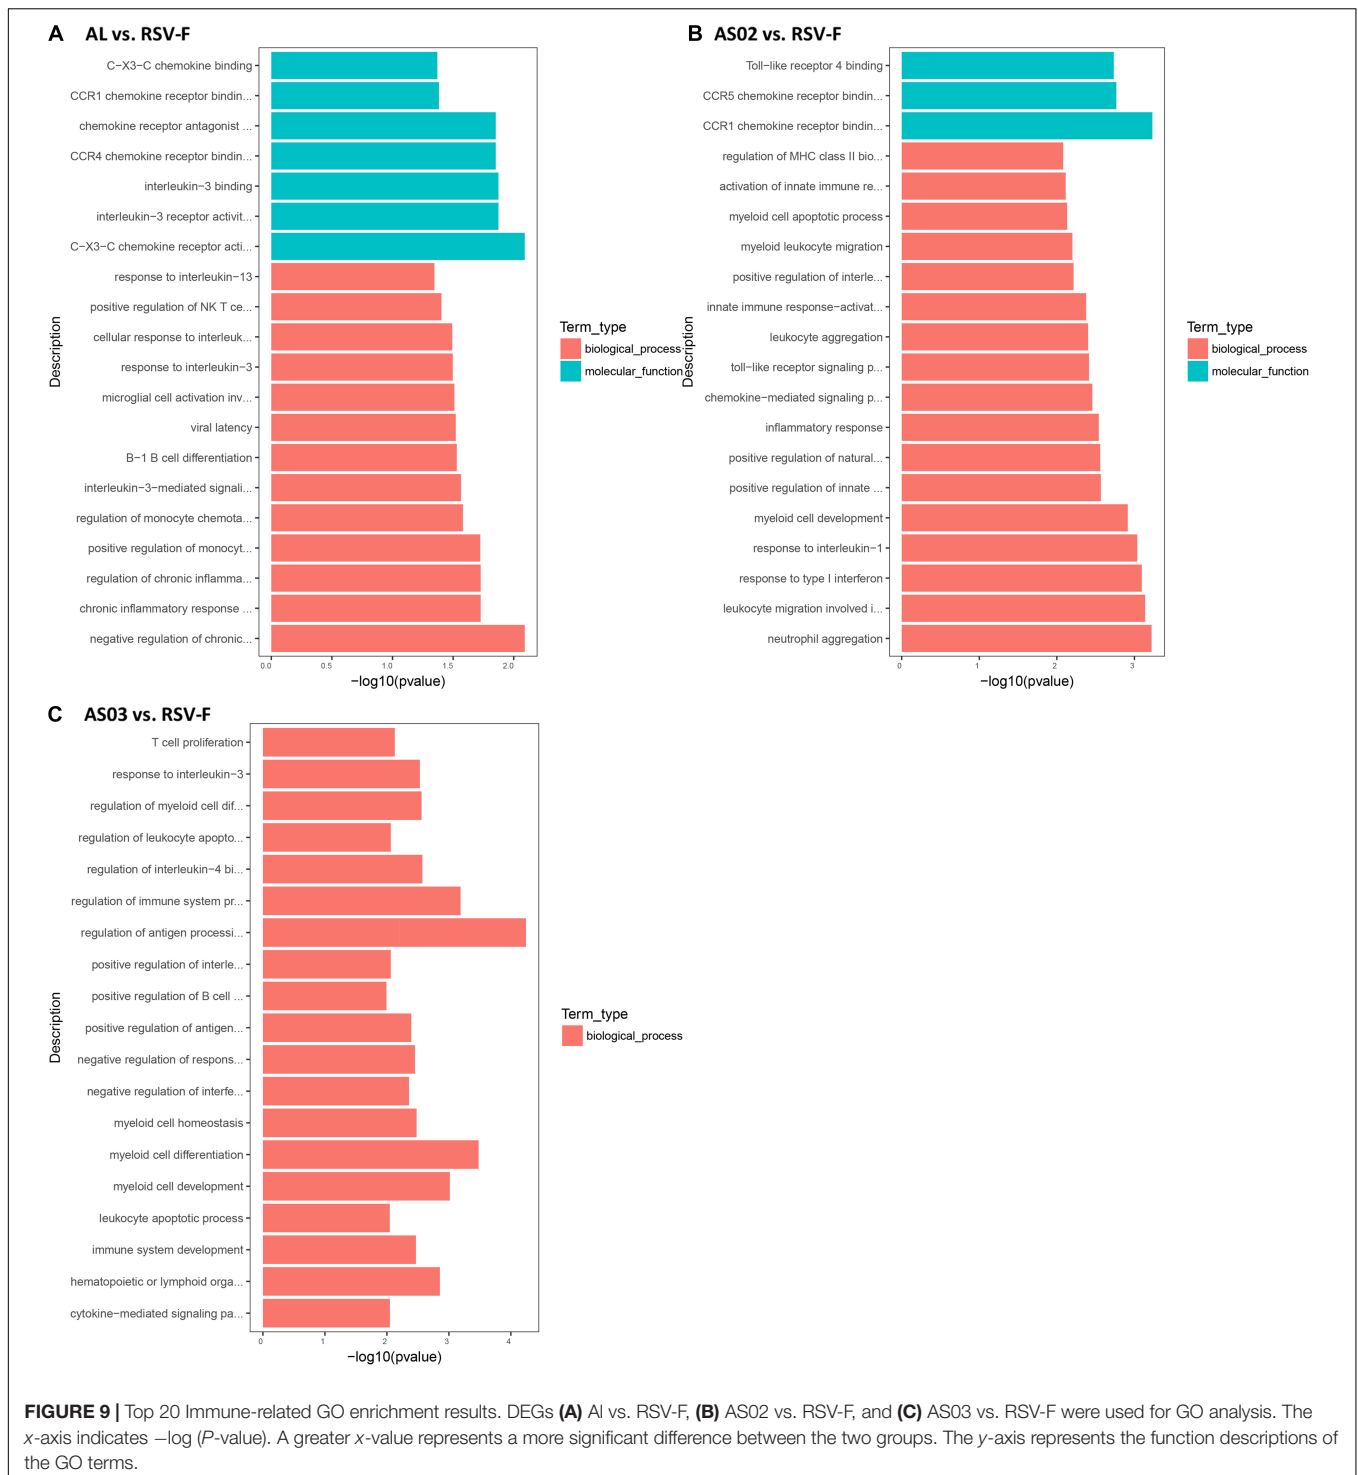 A AL vs. RSV-F
C−X3−C chemokine binding
CCR1 chemokine receptor bindin...
chemokine receptor antagonist ...
CCR4 chemokine receptor bindin...
interleukin−3 binding
interleukin−3 receptor activit...
C−X3−C chemokine receptor acti...
response to interleukin−13
positive regulation of NK T ce...
cellular response to interleuk...
response to interleukin−3
microglial cell activation inv...
viral latency
B−1 B cell differentiation
interleukin−3−mediated signali...
regulation of monocyte chemota...
positive regulation of monocyt...
regulation of chronic inflamma...
chronic inflammatory response ...
negative regulation of chronic...
Description
0.0 0.5 1.0 1.5 2.0
−log10(pvalue)
Term_type
biological_process
molecular_function
B AS02 vs. RSV-F
Toll−like receptor 4 binding
CCR5 chemokine receptor bindin...
CCR1 chemokine receptor bindin...
regulation of MHC class II bio...
activation of innate immune re...
myeloid cell apoptotic process
myeloid leukocyte migration
positive regulation of interle...
innate immune response−activat...
leukocyte aggregation
toll−like receptor signaling p...
chemokine−mediated signaling p...
inflammatory response
positive regulation of natural...
positive regulation of innate ...
myeloid cell development
response to interleukin−1
response to type I interferon
leukocyte migration involved i...
neutrophil aggregation
Description
0 1 2 3
−log10(pvalue)
Term_type
biological_process
molecular_function
C AS03 vs. RSV-F
T cell proliferation
response to interleukin−3
regulation of myeloid cell dif...
regulation of leukocyte apopto...
regulation of interleukin−4 bi...
regulation of immune system pr...
regulation of antigen processi...
positive regulation of interle...
positive regulation of B cell ...
positive regulation of antigen...
negative regulation of respons...
negative regulation of interfe...
myeloid cell homeostasis
myeloid cell differentiation
myeloid cell development
leukocyte apoptotic process
immune system development
hematopoietic or lymphoid orga...
cytokine−mediated signaling pa...
Description
0 1 2 3 4
−log10(pvalue)
Term_type
biological_process
FIGURE 9 | Top 20 Immune-related GO enrichment results. DEGs (A) Al vs. RSV-F, (B) AS02 vs. RSV-F, and (C) AS03 vs. RSV-F were used for GO analysis. The
x-axis indicates −log (P-value). A greater x-value represents a more significant difference between the two groups. The y-axis represents the function descriptions of
the GO terms.